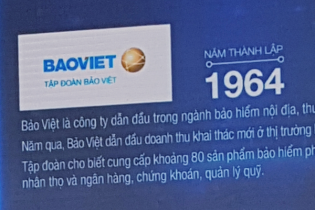 BAOVIET
TẬP ĐOÀN BẢO VIỆT
NĂM THÀNH LẬP
1964
Bảo Việt là công ty dẫn đầu trong ngành bảo hiểm nội địa, thu
Năm qua, Bảo Việt dẫn đầu doanh thu khai thác mới ở thị trường
Tập đoàn cho biết cung cấp khoảng 80 sản phẩm bảo hiểm ph
nhân thọ và ngân hàng, chứng khoán, quản lý quỹ.